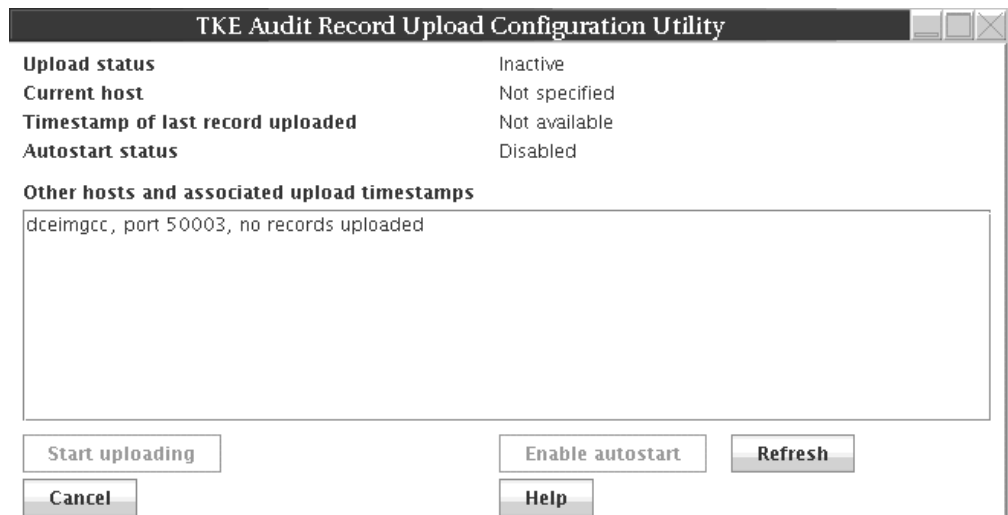 TKE Audit Record Upload Configuration Utility
Upload status Inactive
Current host Not specified
Timestamp of last record uploaded Not available
Autostart status Disabled
Other hosts and associated upload timestamps
dceimgcc, port 50003, no records uploaded
Start uploading Enable autostart Refresh
Cancel Help